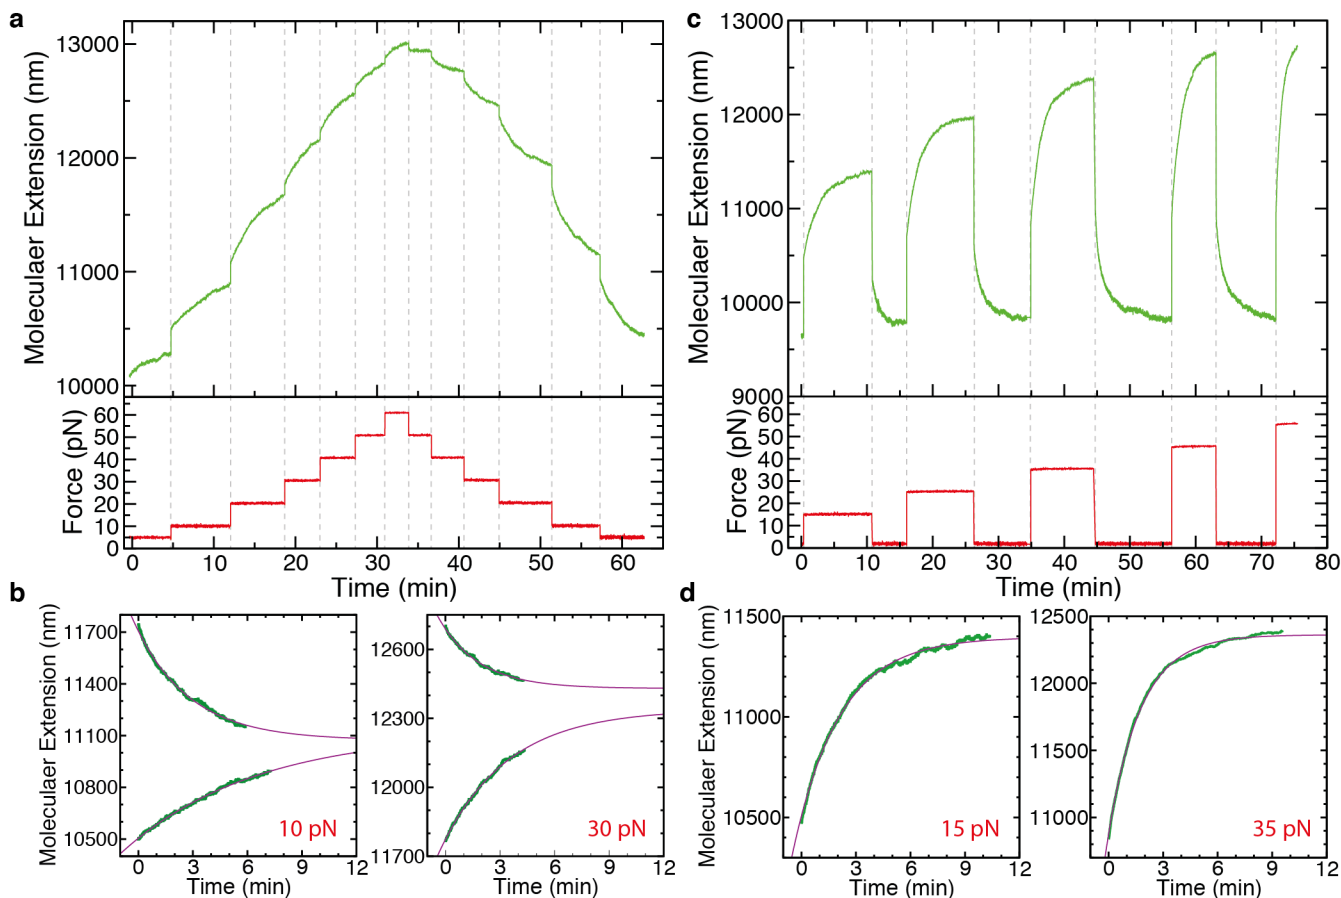 a
Moleculaer Extension (nm)
13000
12000
11000
10000
Force (pN)
60
50
40
30
20
10
0
0 10 20 30 40 50 60
Time (min)
c
Moleculaer Extension (nm)
13000
12000
11000
10000
9000
Force (pN)
60
50
40
30
20
10
0
0 10 20 30 40 50 60 70 80
Time (min)
b
Moleculaer Extension (nm)
11700
11400
11100
10800
10500
10 pN
0 3 6 9 12
Time (min)
12600
12300
12000
11700
30 pN
0 3 6 9 12
Time (min)
d
Moleculaer Extension (nm)
11500
11000
10500
15 pN
0 3 6 9 12
Time (min)
12500
12000
11500
11000
35 pN
0 3 6 9 12
Time (min)